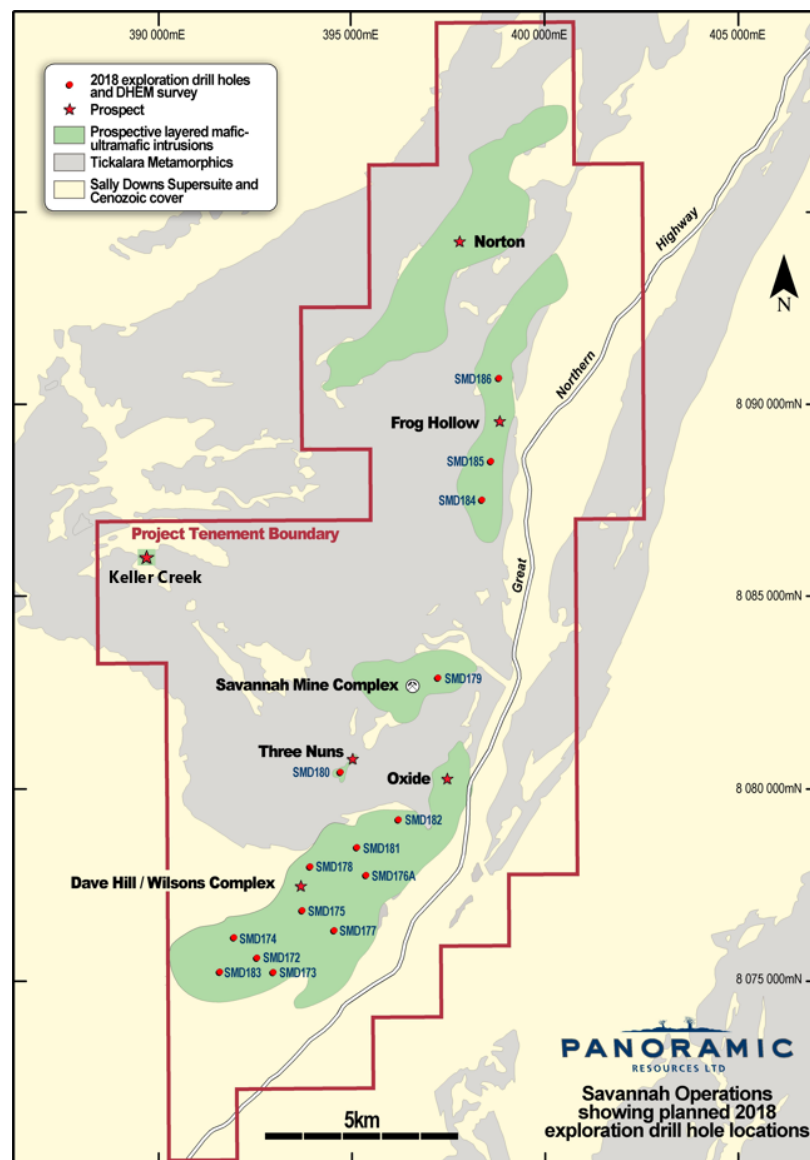 390 000mE
395 000mE
400 000mE
405 000mE
2018 exploration drill holes
and DHEM survey
Prospect
Prospective layered mafic-
ultramafic intrusions
Tickalara Metamorphics
Sally Downs Supersuite and
Cenozoic cover
Norton
Highway
N
Northern
SMD186
8 090 000mN
Frog Hollow
SMD185
SMD184
Project Tenement Boundary
Keller Creek
Great
8 085 000mN
Savannah Mine Complex
SMD179
Three Nuns
SMD180
Oxide
8 080 000mN
SMD182
SMD181
SMD178
SMD176A
Dave Hill / Wilsons Complex
SMD175
SMD177
SMD174
SMD172
SMD183
SMD173
8 075 000mN
PANORAMIC
RESOURCES LTD
Savannah Operations
showing planned 2018
exploration drill hole locations
5km